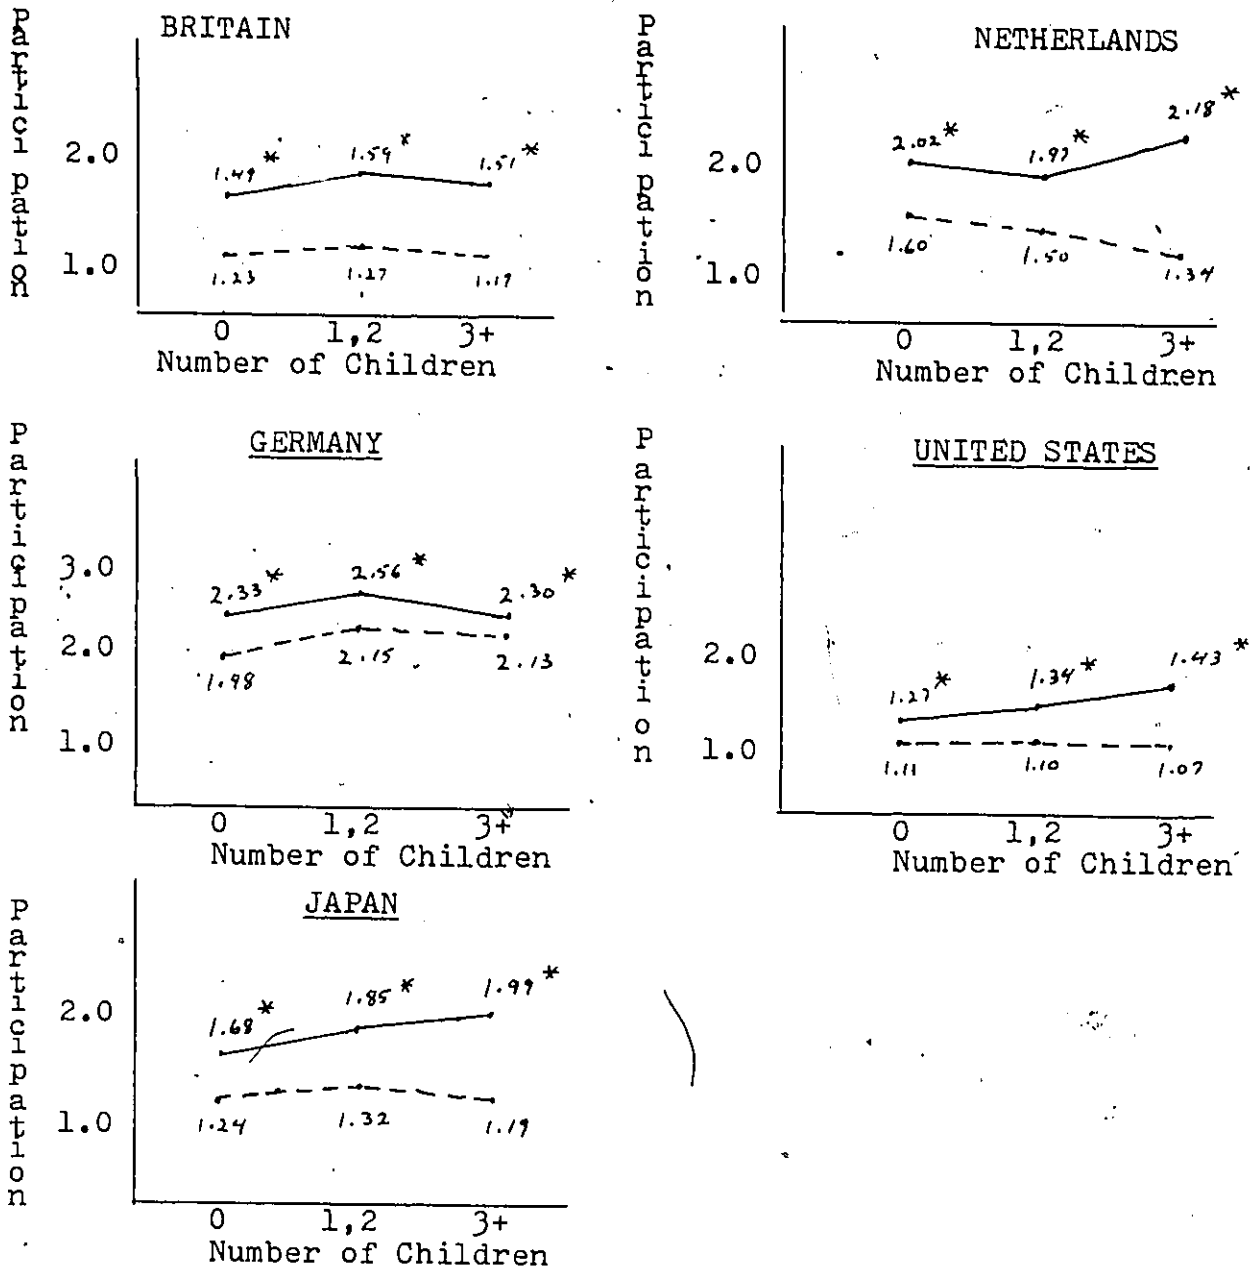 BRITAIN
Participation
2.0
1.0
1.49*
1.59*
1.51*
1.23
1.27
1.19
0 1,2 3+
Number of Children
NETHERLANDS
Participation
2.0
1.0
2.02*
1.97*
2.18*
1.60
1.50
1.34
0 1,2 3+
Number of Children
GERMANY
Participation
3.0
2.0
1.0
2.33*
2.56*
2.30*
1.98
2.15
2.13
0 1,2 3+
Number of Children
UNITED STATES
Participation
2.0
1.0
1.27*
1.34*
1.43*
1.11
1.10
1.07
0 1,2 3+
Number of Children
JAPAN
Participation
2.0
1.0
1.68*
1.85*
1.99*
1.24
1.32
1.19
0 1,2 3+
Number of Children